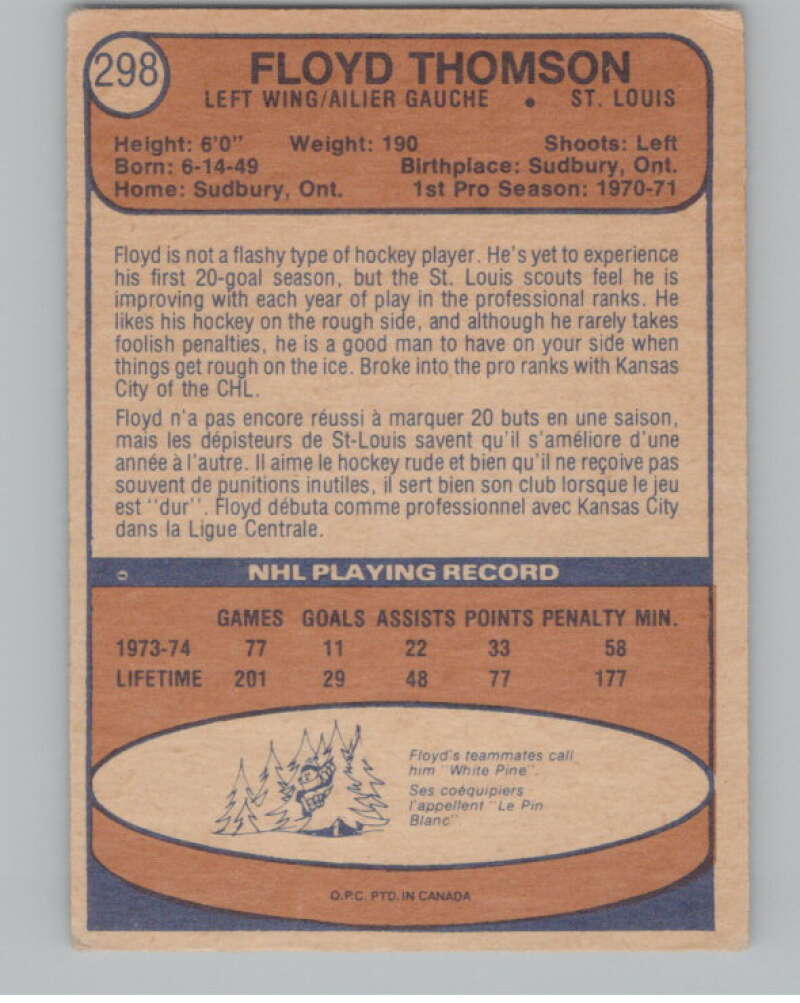 298
FLOYD THOMSON
LEFT WING/AILIER GAUCHE • ST. LOUIS
Height: 6'0" Weight: 190 Shoots: Left
Born: 6-14-49 Birthplace: Sudbury, Ont.
Home: Sudbury, Ont. 1st Pro Season: 1970-71
Floyd is not a flashy type of hockey player. He's yet to experience
his first 20-goal season, but the St. Louis scouts feel he is
improving with each year of play in the professional ranks. He
likes his hockey on the rough side, and although he rarely takes
foolish penalties, he is a good man to have on your side when
things get rough on the ice. Broke into the pro ranks with Kansas
City of the CHL.
Floyd n'a pas encore réussi à marquer 20 buts en une saison,
mais les dépisteurs de St-Louis savent qu'il s'améliore d'une
année à l'autre. Il aime le hockey rude et bien qu'il ne reçoive pas
souvent de punitions inutiles, il sert bien son club lorsque le jeu
est "dur". Floyd débuta comme professionnel avec Kansas City
dans la Ligue Centrale.
NHL PLAYING RECORD
GAMES GOALS ASSISTS POINTS PENALTY MIN.
1973-74 77 11 22 33 58
LIFETIME 201 29 48 77 177
Floyd's teammates call
him "White Pine".
Ses coéquipiers
l'appellent "Le Pin
Blanc"
O.P.C. PTD. IN CANADA